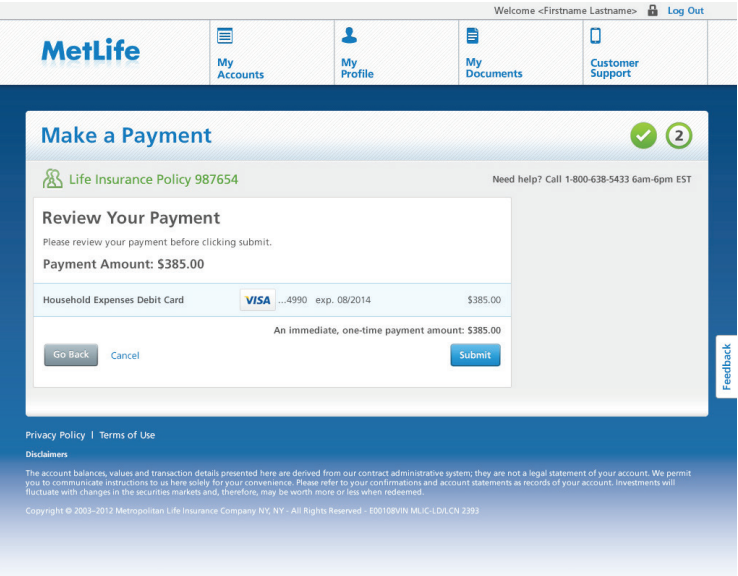 Welcome <Firstname Lastname> Log Out
MetLife
My Accounts
My Profile
My Documents
Customer Support
Make a Payment
2
Life Insurance Policy 987654
Need help? Call 1-800-638-5433 6am-6pm EST
Review Your Payment
Please review your payment before clicking submit.
Payment Amount: $385.00
Household Expenses Debit Card VISA ...4990 exp. 08/2014 $385.00
An immediate, one-time payment amount: $385.00
Go Back Cancel Submit
Feedback
Privacy Policy | Terms of Use
Disclaimers
The account balances, values and transaction details presented here are derived from our contract administrative system; they are not a legal statement of your account. We permit
you to communicate instructions to us here solely for your convenience. Please refer to your confirmations and account statements as records of your account. Investments will
fluctuate with changes in the securities markets and, therefore, may be worth more or less when redeemed.
Copyright © 2003–2012 Metropolitan Life Insurance Company NY, NY - All Rights Reserved - E00108VIN MLIC-LD/LCN 2393